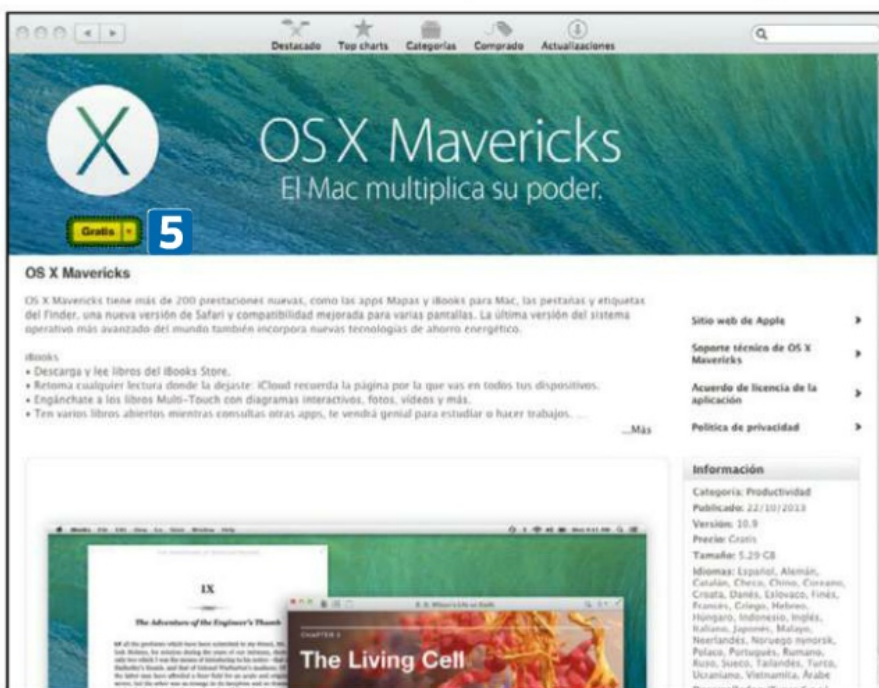 Destacado Top charts Categorías Comprado Actualizaciones
X
OS X Mavericks
El Mac multiplica su poder.
Gratis
5
OS X Mavericks
OS X Mavericks tiene más de 200 prestaciones nuevas, como las apps Mapas y iBooks para Mac, las pestañas y etiquetas
del Finder, una nueva versión de Safari y compatibilidad mejorada para varias pantallas. La última versión del sistema
operativo más avanzado del mundo también incorpora nuevas tecnologías de ahorro energético.
iBooks
• Descarga y lee libros del iBooks Store.
• Retoma cualquier lectura donde la dejaste: iCloud recuerda la página por la que vas en todos tus dispositivos.
• Engánchate a los libros Multi-Touch con diagramas interactivos, fotos, vídeos y más.
• Ten varios libros abiertos mientras consultas otras apps, te vendrá genial para estudiar o hacer trabajos. ...
...Más
Sitio web de Apple
Soporte técnico de OS X
Mavericks
Acuerdo de licencia de la
aplicación
Política de privacidad
Información
Categoría: Productividad
Publicado: 22/10/2013
Versión: 10.9
Precio: Gratis
Tamaño: 5.29 GB
Idiomas: Español, Alemán,
Catalán, Checo, Chino, Coreano,
Croata, Danés, Eslovaco, Finés,
Francés, Griego, Hebreo,
Húngaro, Indonesio, Inglés,
Italiano, Japonés, Malayo,
Neerlandés, Noruego nynorsk,
Polaco, Portugués, Rumano,
Ruso, Sueco, Tailandés, Turco,
Ucraniano, Vietnamita, Árabe
IX
The Adventure of the Engineer's Thumb
CHAPTER 1
The Living Cell